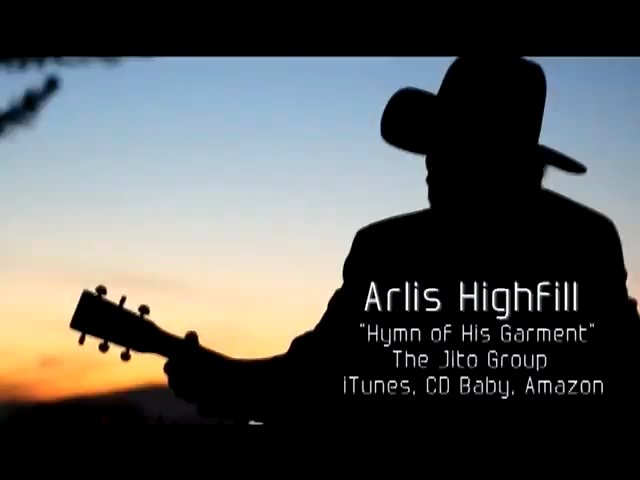 Arlis Highfill
"Hymn of His Garment"
The Jito Group
iTunes, CD Baby, Amazon